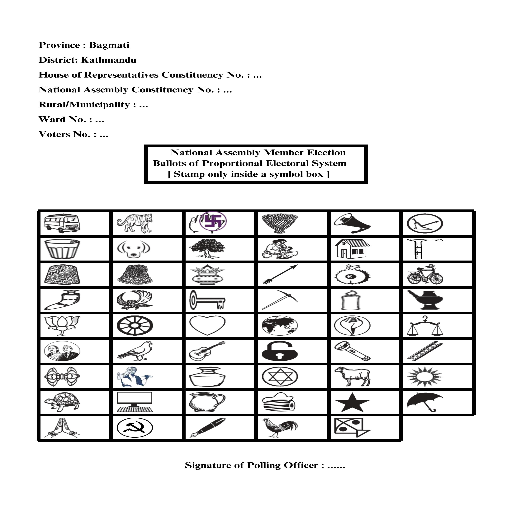 Province : Bagmati
District: Kathmandu
House of Representatives Constituency No. : ...
National Assembly Constituency No. : ...
Rural/Municipality : ...
Ward No. : ...
Voters No. : ...
National Assembly Member Election
Ballots of Proportional Electoral System
[ Stamp only inside a symbol box ]
Signature of Polling Officer : ......